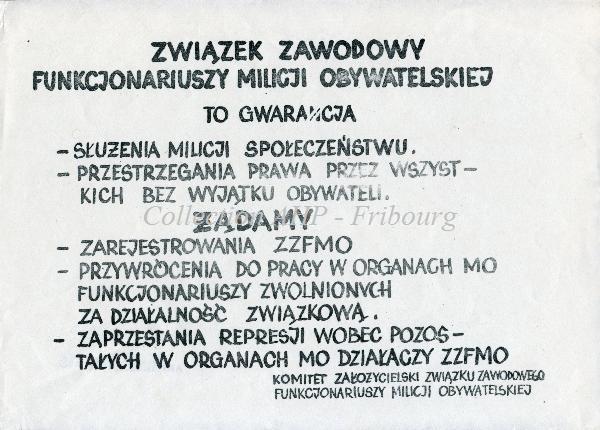 ZWIĄZEK ZAWODOWY
FUNKCJONARIUSZY MILICJI OBYWATELSKIEJ
TO GWARANCJA
- SŁUŻENIA MILICJI SPOŁECZEŃSTWU.
- PRZESTRZEGANIA PRAWA PRZEZ WSZYST-
KICH BEZ WYJĄTKU OBYWATELI.
Collection AHP - Fribourg
ŻĄDAMY
- ZAREJESTROWANIA ZZFMO
- PRZYWRÓCENIA DO PRACY W ORGANACH MO
FUNKCJONARIUSZY ZWOLNIONYCH
ZA DZIAŁALNOŚĆ ZWIĄZKOWĄ.
- ZAPRZESTANIA REPRESJI WOBEC POZOS-
TAŁYCH W ORGANACH MO DZIAŁACZY ZZFMO
KOMITET ZAŁOŻYCIELSKI ZWIĄZKU ZAWODOWEGO
FUNKCJONARIUSZY MILICJI OBYWATELSKIEJ